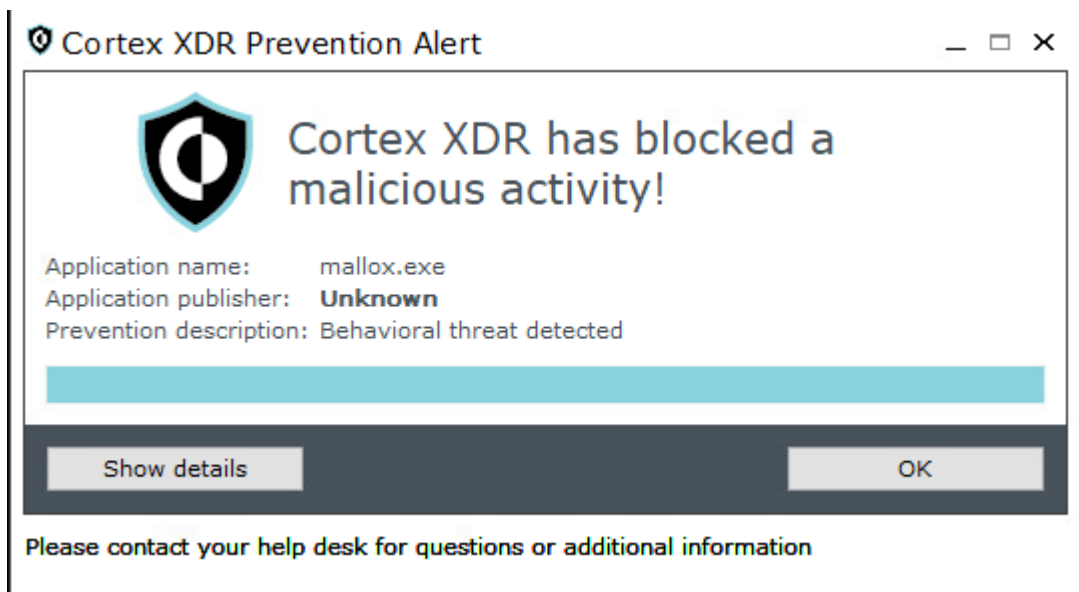 Cortex XDR Prevention Alert
Cortex XDR has blocked a
malicious activity!
Application name: mallox.exe
Application publisher: Unknown
Prevention description: Behavioral threat detected
Show details
OK
Please contact your help desk for questions or additional information